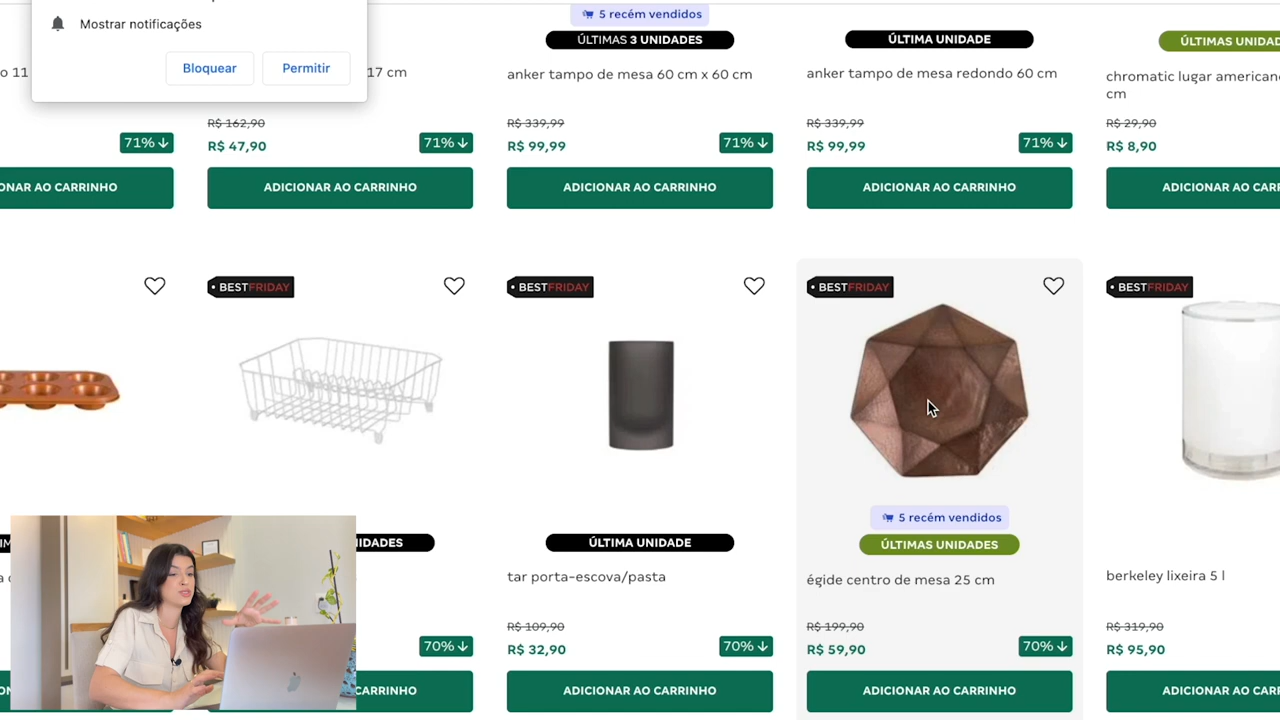 Mostrar notificações
Bloquear
Permitir
5 recém vendidos
ÚLTIMAS 3 UNIDADES
ÚLTIMA UNIDADE
ÚLTIMAS
o 11
17 cm
anker tampo de mesa 60 cm x 60 cm
anker tampo de mesa redondo 60 cm
chromatic lugar american
cm
R$ 162,90
R$ 339,99
R$ 339,99
R$ 29,90
71%
R$ 47,90
71%
R$ 99,99
71%
R$ 99,99
71%
R$ 8,90
ONAR AO CARRINHO
ADICIONAR AO CARRINHO
ADICIONAR AO CARRINHO
ADICIONAR AO CARRINHO
ADICIONAR AO CAR
BESTFRIDAY
BESTFRIDAY
BESTFRIDAY
BESTFRIDAY
5 recém vendidos
IDADES
ÚLTIMA UNIDADE
ÚLTIMAS UNIDADES
tar porta-escova/pasta
égide centro de mesa 25 cm
berkeley lixeira 5 l
R$ 109,90
R$ 199,90
R$ 319,90
70%
R$ 32,90
70%
R$ 59,90
70%
R$ 95,90
CARRINHO
ADICIONAR AO CARRINHO
ADICIONAR AO CARRINHO
ADICIONAR AO CAR